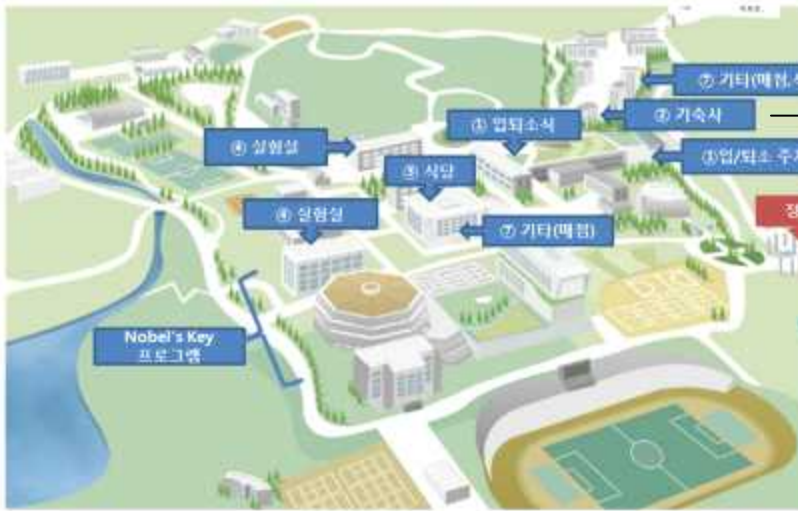 ⑦ 기타(매점,
② 기숙사
① 입퇴소식
④ 실험실
③ 식당
①입/퇴소 주차
④ 실험실
⑦ 기타(매점)
Nobel's Key
프로그램